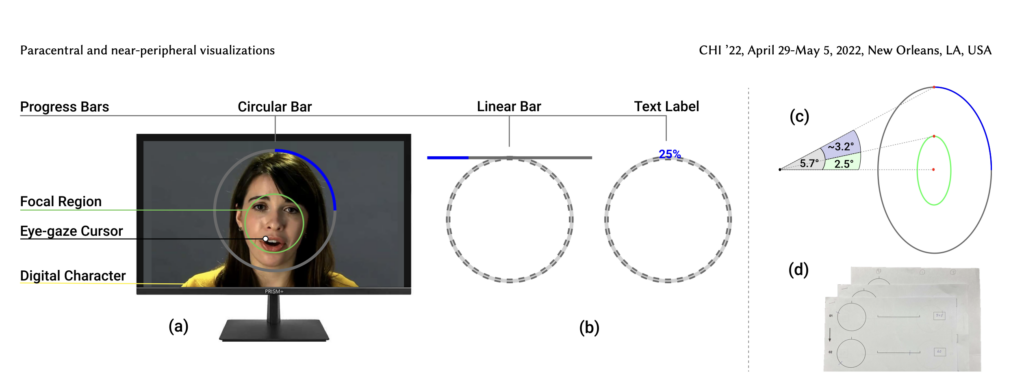 Paracentral and near-peripheral visualizations
CHI '22, April 29-May 5, 2022, New Orleans, LA, USA
Progress Bars
Circular Bar
Linear Bar
Text Label
25%
Focal Region
Eye-gaze Cursor
Digital Character
PRISM+
(a)
(b)
(c)
~3.2°
5.7°
2.5°
(d)